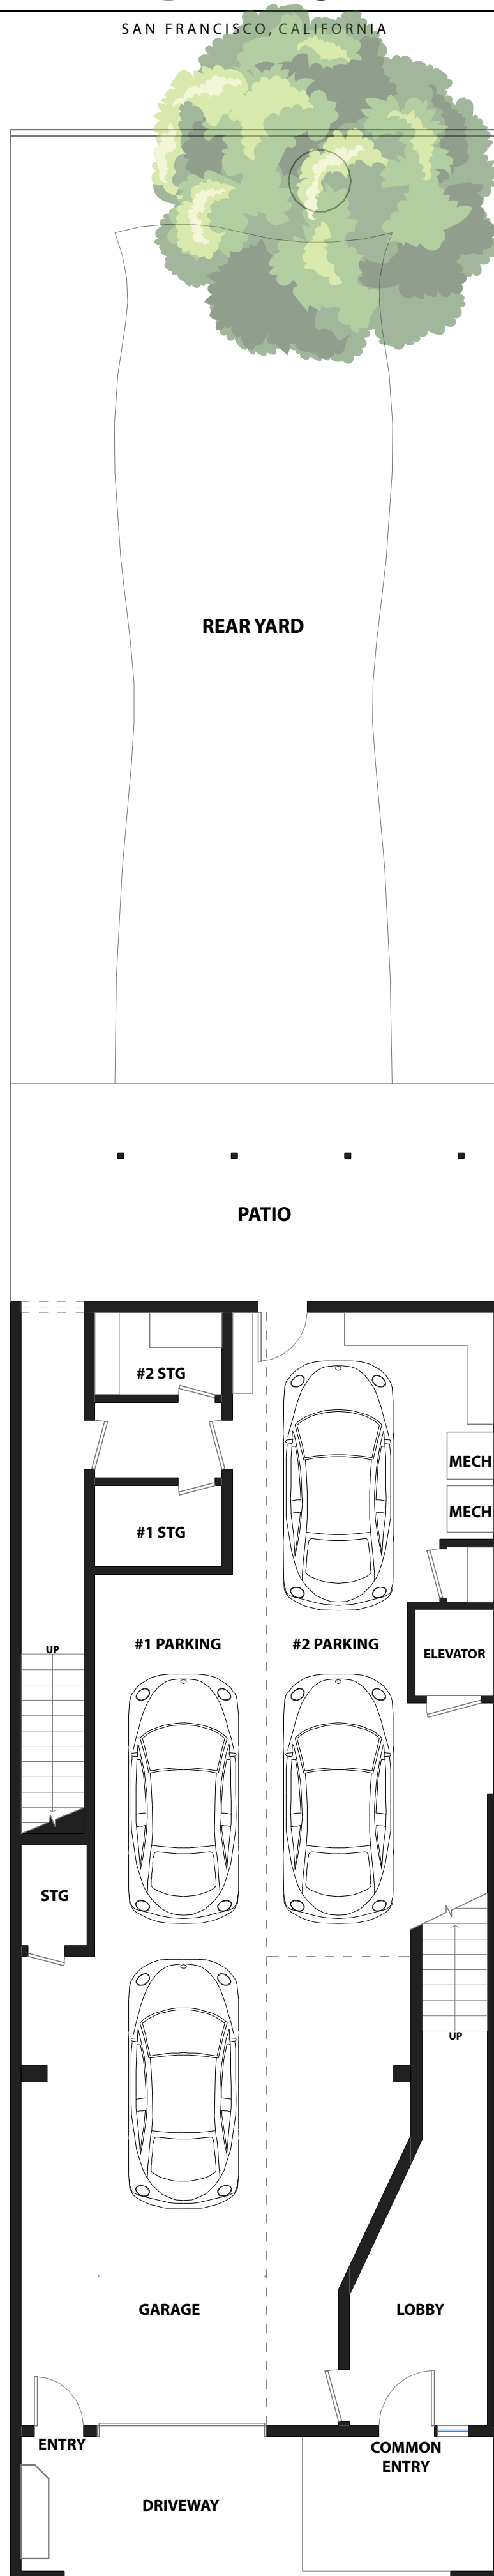 SAN FRANCISCO, CALIFORNIA
REAR YARD
PATIO
#2 STG
MECH
MECH
#1 STG
#1 PARKING
#2 PARKING
UP
ELEVATOR
STG
UP
GARAGE
LOBBY
ENTRY
COMMON
ENTRY
DRIVEWAY